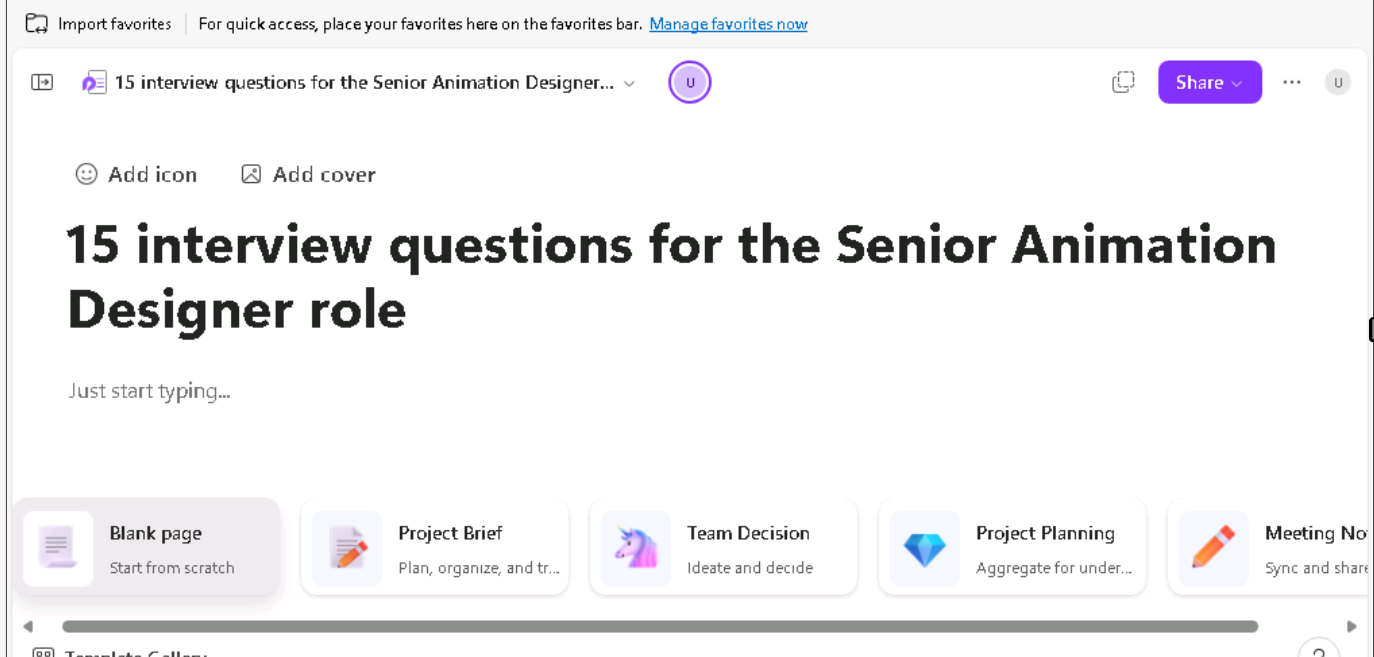 Import favorites For quick access, place your favorites here on the favorites bar. Manage favorites now
15 interview questions for the Senior Animation Designer... U Share ... U
Add icon Add cover
15 interview questions for the Senior Animation
Designer role
Just start typing...
Blank page Project Brief Team Decision Project Planning Meeting No
Start from scratch Plan, organize, and tr... Ideate and decide Aggregate for under... Sync and share
Template Gallery